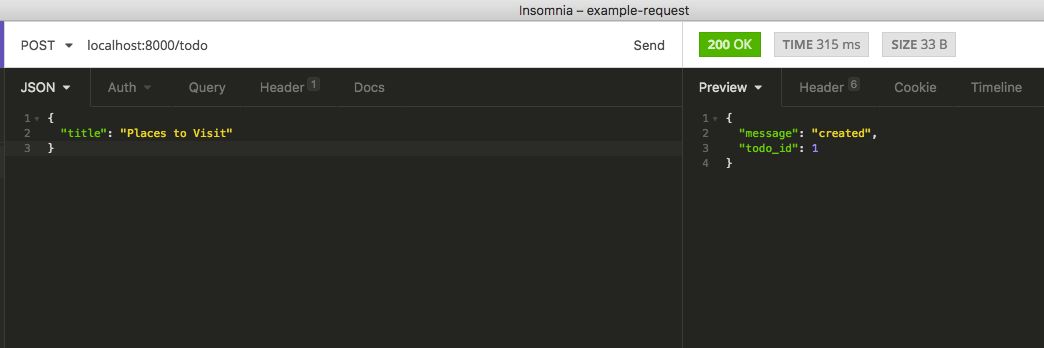 Insomnia – example-request
POST localhost:8000/todo Send 200 OK TIME 315 ms SIZE 33 B
JSON Auth Query Header 1 Docs Preview Header 6 Cookie Timeline
1 {
2 "title": "Places to Visit"
3 }
1 {
2 "message": "created",
3 "todo_id": 1
4 }